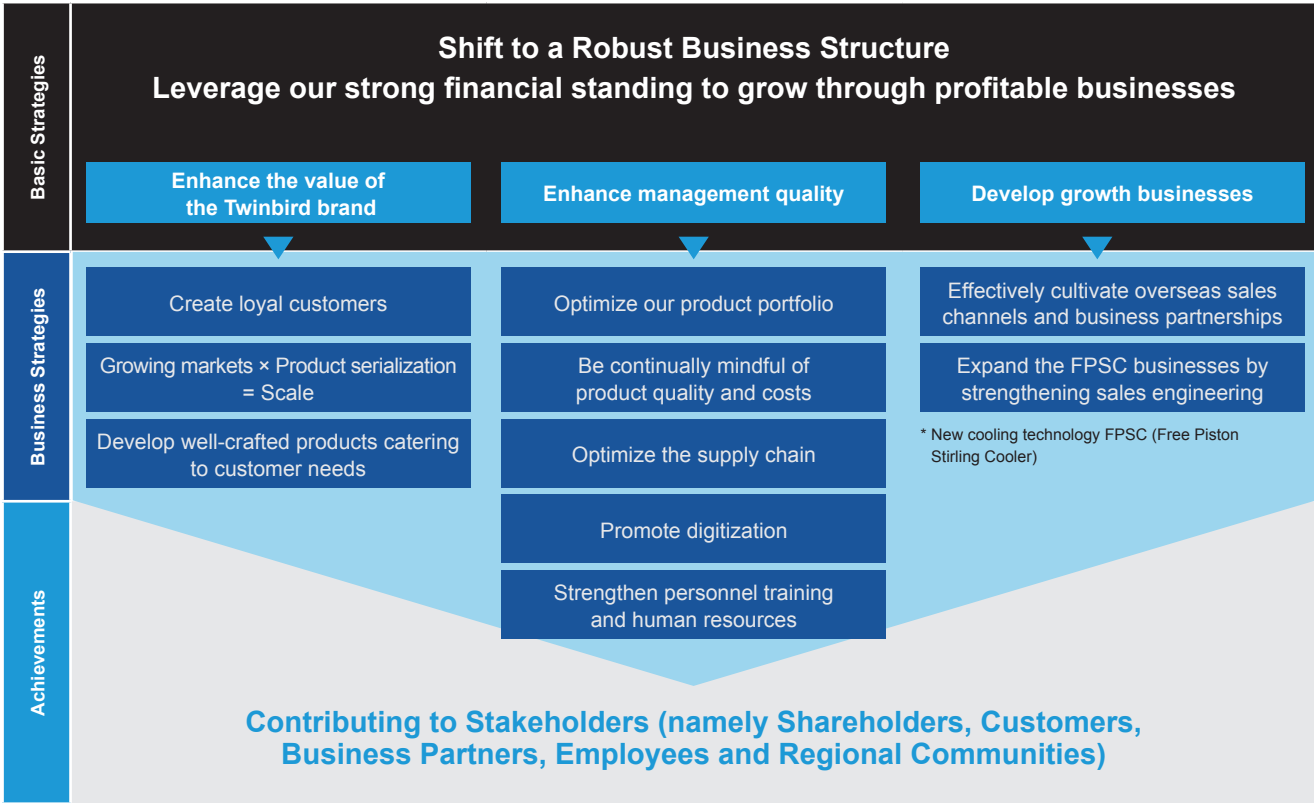 Basic Strategies
Shift to a Robust Business Structure
Leverage our strong financial standing to grow through profitable businesses
Enhance the value of
the Twinbird brand
Enhance management quality
Develop growth businesses
Business Strategies
Create loyal customers
Growing markets × Product serialization
= Scale
Develop well-crafted products catering
to customer needs
Optimize our product portfolio
Be continually mindful of
product quality and costs
Optimize the supply chain
Promote digitization
Strengthen personnel training
and human resources
Effectively cultivate overseas sales
channels and business partnerships
Expand the FPSC businesses by
strengthening sales engineering
* New cooling technology FPSC (Free Piston
Stirling Cooler)
Achievements
Contributing to Stakeholders (namely Shareholders, Customers,
Business Partners, Employees and Regional Communities)